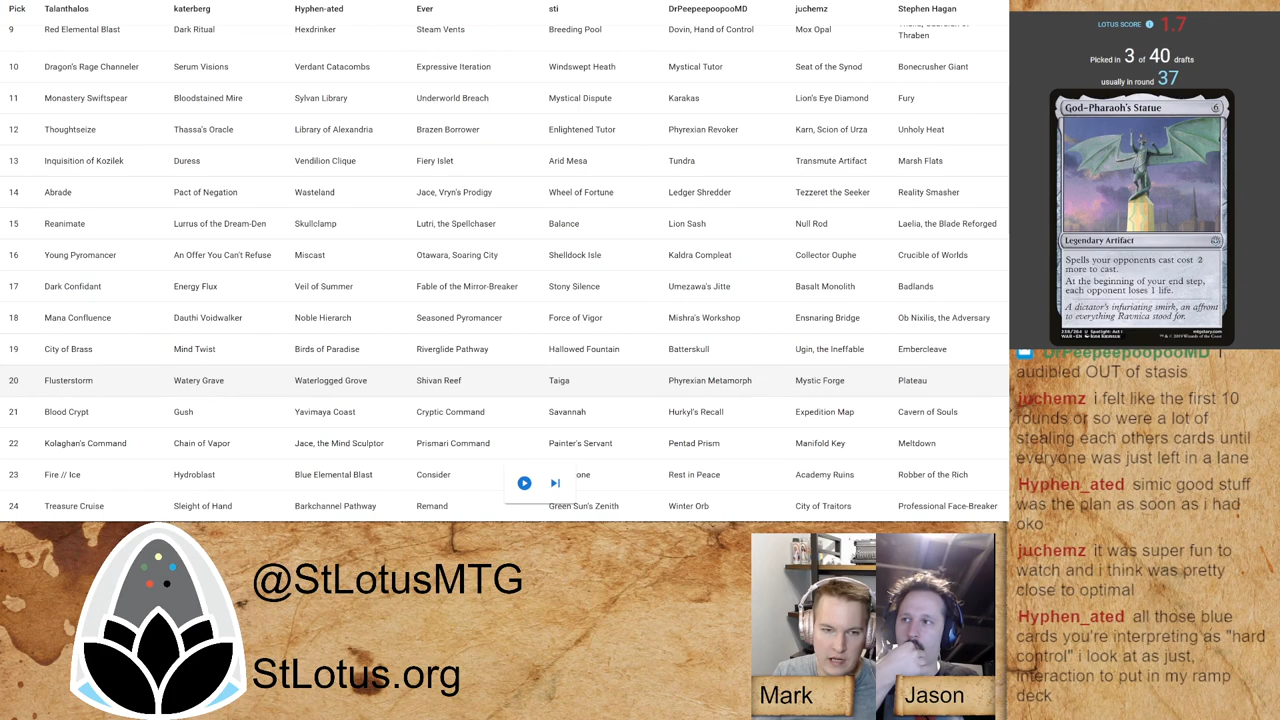 Pick Talanthalos katerberg Hyphen-ated Ever sti DrPeepeepoopooMD juchemz Stephen Hagan
9 Red Elemental Blast Dark Ritual Hexdrinker Steam Vents Breeding Pool Dovin, Hand of Control Mox Opal Thraben
10 Dragon's Rage Channeler Serum Visions Verdant Catacombs Expressive Iteration Windswept Heath Mystical Tutor Seat of the Synod Bonecrusher Giant
11 Monastery Swiftspear Bloodstained Mire Sylvan Library Underworld Breach Mystical Dispute Karakas Lion's Eye Diamond Fury
12 Thoughtseize Thassa's Oracle Library of Alexandria Brazen Borrower Enlightened Tutor Phyrexian Revoker Karn, Scion of Urza Unholy Heat
13 Inquisition of Kozilek Duress Vendilion Clique Fiery Islet Arid Mesa Tundra Transmute Artifact Marsh Flats
14 Abrade Pact of Negation Wasteland Jace, Vryn's Prodigy Wheel of Fortune Ledger Shredder Tezzeret the Seeker Reality Smasher
15 Reanimate Lurrus of the Dream-Den Skullclamp Lutri, the Spellchaser Balance Lion Sash Null Rod Laelia, the Blade Reforged
16 Young Pyromancer An Offer You Can't Refuse Miscast Otawara, Soaring City Shelldock Isle Kaldra Compleat Collector Ouphe Crucible of Worlds
17 Dark Confidant Energy Flux Veil of Summer Fable of the Mirror-Breaker Stony Silence Umezawa's Jitte Basalt Monolith Badlands
18 Mana Confluence Dauthi Voidwalker Noble Hierarch Seasoned Pyromancer Force of Vigor Mishra's Workshop Ensnaring Bridge Ob Nixilis, the Adversary
19 City of Brass Mind Twist Birds of Paradise Riverglide Pathway Hallowed Fountain Batterskull Ugin, the Ineffable Embercleave
20 Flusterstorm Watery Grave Waterlogged Grove Shivan Reef Taiga Phyrexian Metamorph Mystic Forge Plateau
21 Blood Crypt Gush Yavimaya Coast Cryptic Command Savannah Hurkyl's Recall Expedition Map Cavern of Souls
22 Kolaghan's Command Chain of Vapor Jace, the Mind Sculptor Prismari Command Painter's Servant Pentad Prism Manifold Key Meltdown
23 Fire // Ice Hydroblast Blue Elemental Blast Consider one Rest in Peace Academy Ruins Robber of the Rich
24 Treasure Cruise Sleight of Hand Barkchannel Pathway Remand Green Sun's Zenith Winter Orb City of Traitors Professional Face-Breaker
LOTUS SCORE 1.7
Picked in 3 of 40 drafts
usually in round 37
God-Pharaoh's Statue 6
Legendary Artifact
Spells your opponents cast cost 2
more to cast.
At the beginning of your end step,
each opponent loses 1 life.
A dictator's infuriating smirk, an affront
to everything Ravnica stood for.
DrPeepeepoopooMD I
audibled OUT of stasis
juchemz i felt like the first 10
rounds or so were a lot of
stealing each others cards until
everyone was just left in a lane
Hyphen_ated simic good stuff
was the plan as soon as i had
oko
juchemz it was super fun to
watch and i think was pretty
close to optimal
Hyphen_ated all those blue
cards you're interpreting as "hard
control" i look at as just,
interaction to put in my ramp
deck
@StLotusMTG
StLotus.org
Mark
Jason